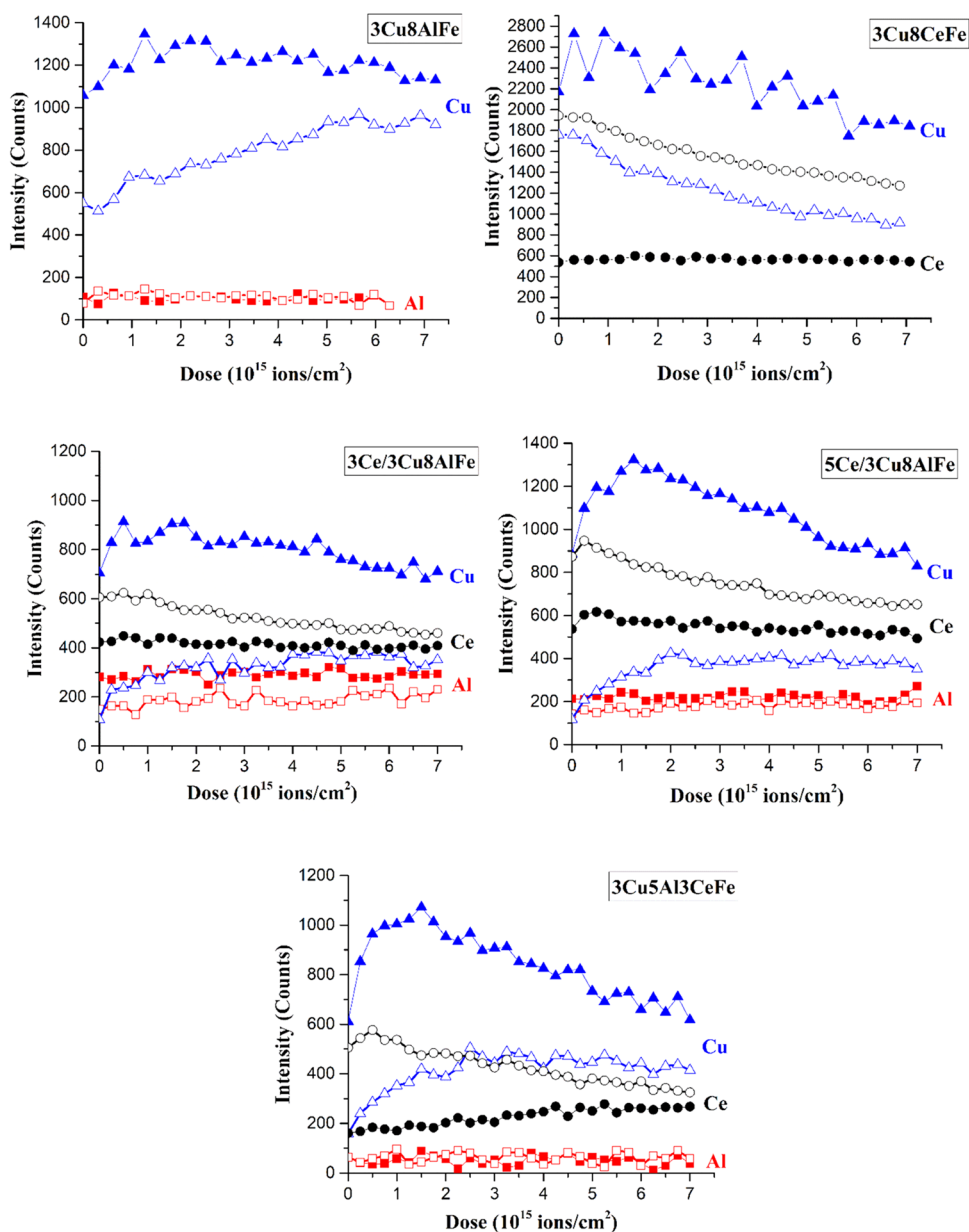 3Cu8AlFe
1400
1200
1000
800
600
400
200
0
Intensity (Counts)
Cu
Al
0 1 2 3 4 5 6 7
Dose (10¹⁵ ions/cm²)
3Cu8CeFe
2800
2600
2400
2200
2000
1800
1600
1400
1200
1000
800
600
400
200
0
Intensity (Counts)
Cu
Ce
0 1 2 3 4 5 6 7
Dose (10¹⁵ ions/cm²)
3Ce/3Cu8AlFe
1200
1000
800
600
400
200
0
Intensity (Counts)
Cu
Ce
Al
0 1 2 3 4 5 6 7
Dose (10¹⁵ ions/cm²)
5Ce/3Cu8AlFe
1400
1200
1000
800
600
400
200
0
Intensity (Counts)
Cu
Ce
Al
0 1 2 3 4 5 6 7
Dose (10¹⁵ ions/cm²)
3Cu5Al3CeFe
1200
1000
800
600
400
200
0
Intensity (Counts)
Cu
Ce
Al
0 1 2 3 4 5 6 7
Dose (10¹⁵ ions/cm²)